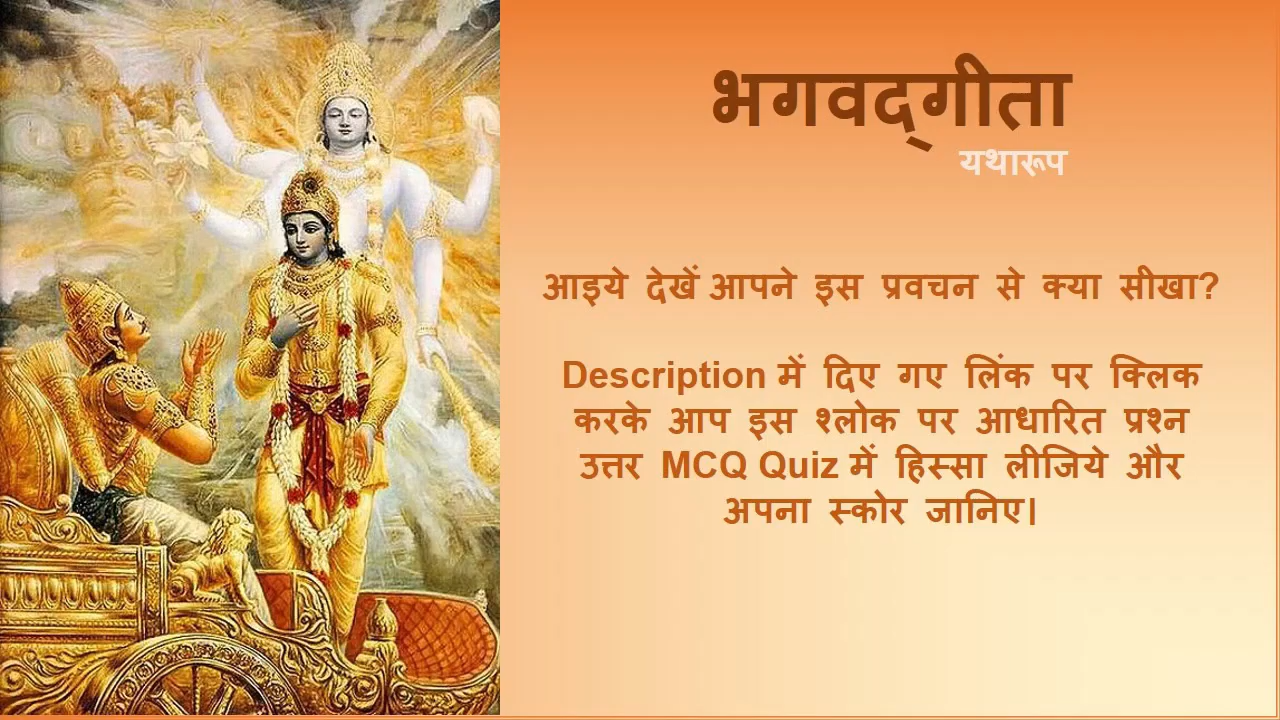 भगवद्गीता
यथारूप
आइये देखें आपने इस प्रवचन से क्या सीखा?
Description में दिए गए लिंक पर क्लिक
करके आप इस श्लोक पर आधारित प्रश्न
उत्तर MCQ Quiz में हिस्सा लीजिये और
अपना स्कोर जानिए।